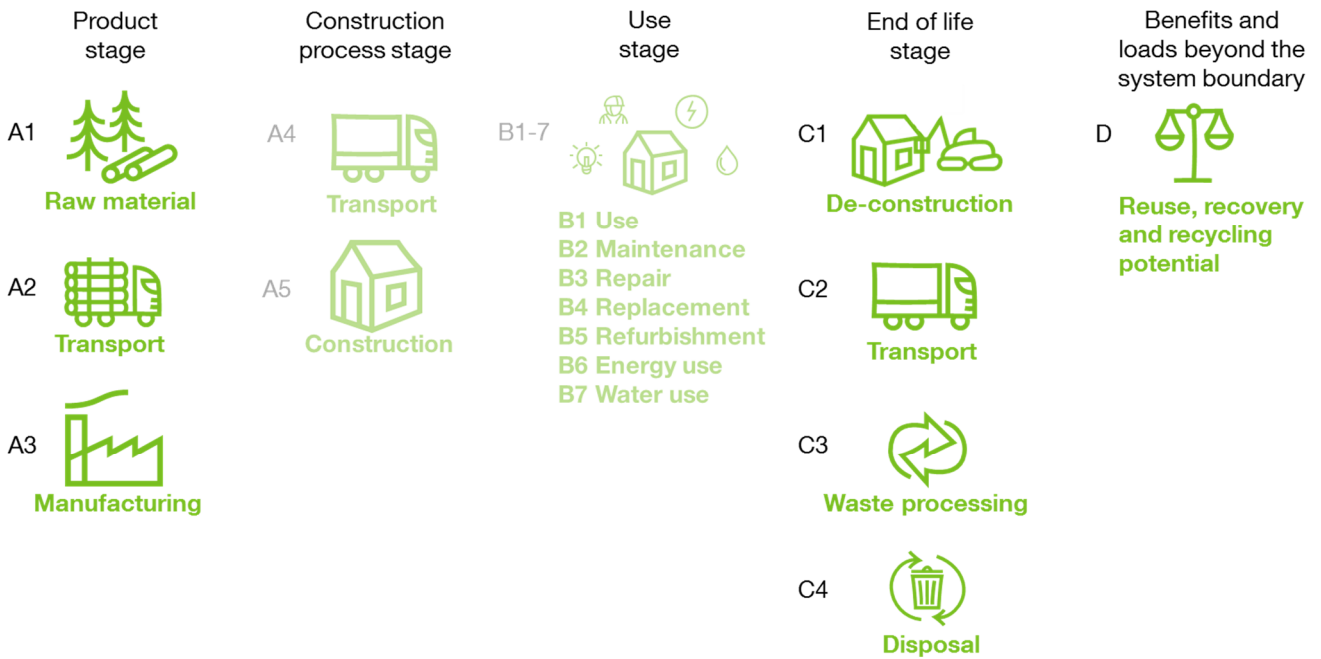 Product
stage
A1
Raw material
A2
Transport
A3
Manufacturing
Construction
process stage
A4
Transport
A5
Construction
Use
stage
B1-7
B1 Use
B2 Maintenance
B3 Repair
B4 Replacement
B5 Refurbishment
B6 Energy use
B7 Water use
End of life
stage
C1
De-construction
C2
Transport
C3
Waste processing
C4
Disposal
Benefits and
loads beyond the
system boundary
D
Reuse, recovery
and recycling
potential